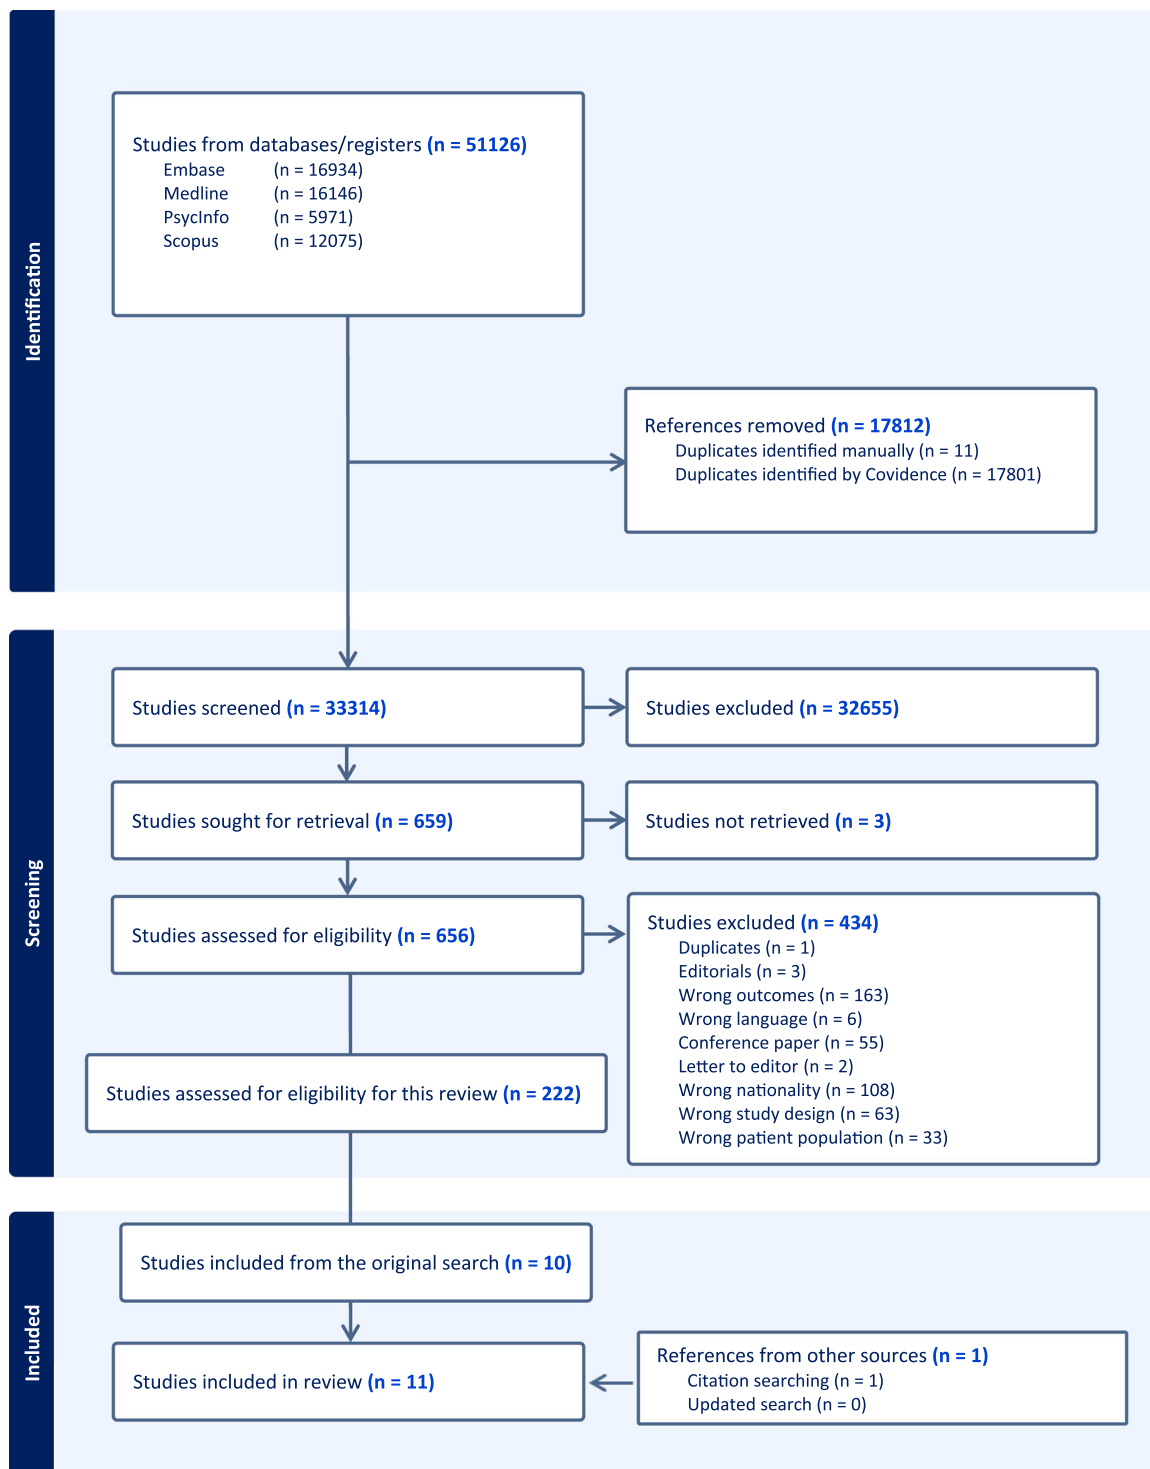 Identification
Studies from databases/registers (n = 51126)
Embase (n = 16934)
Medline (n = 16146)
PsycInfo (n = 5971)
Scopus (n = 12075)
References removed (n = 17812)
Duplicates identified manually (n = 11)
Duplicates identified by Covidence (n = 17801)
Screening
Studies screened (n = 33314)
Studies excluded (n = 32655)
Studies sought for retrieval (n = 659)
Studies not retrieved (n = 3)
Studies assessed for eligibility (n = 656)
Studies excluded (n = 434)
Duplicates (n = 1)
Editorials (n = 3)
Wrong outcomes (n = 163)
Wrong language (n = 6)
Conference paper (n = 55)
Letter to editor (n = 2)
Wrong nationality (n = 108)
Wrong study design (n = 63)
Wrong patient population (n = 33)
Studies assessed for eligibility for this review (n = 222)
Included
Studies included from the original search (n = 10)
Studies included in review (n = 11)
References from other sources (n = 1)
Citation searching (n = 1)
Updated search (n = 0)